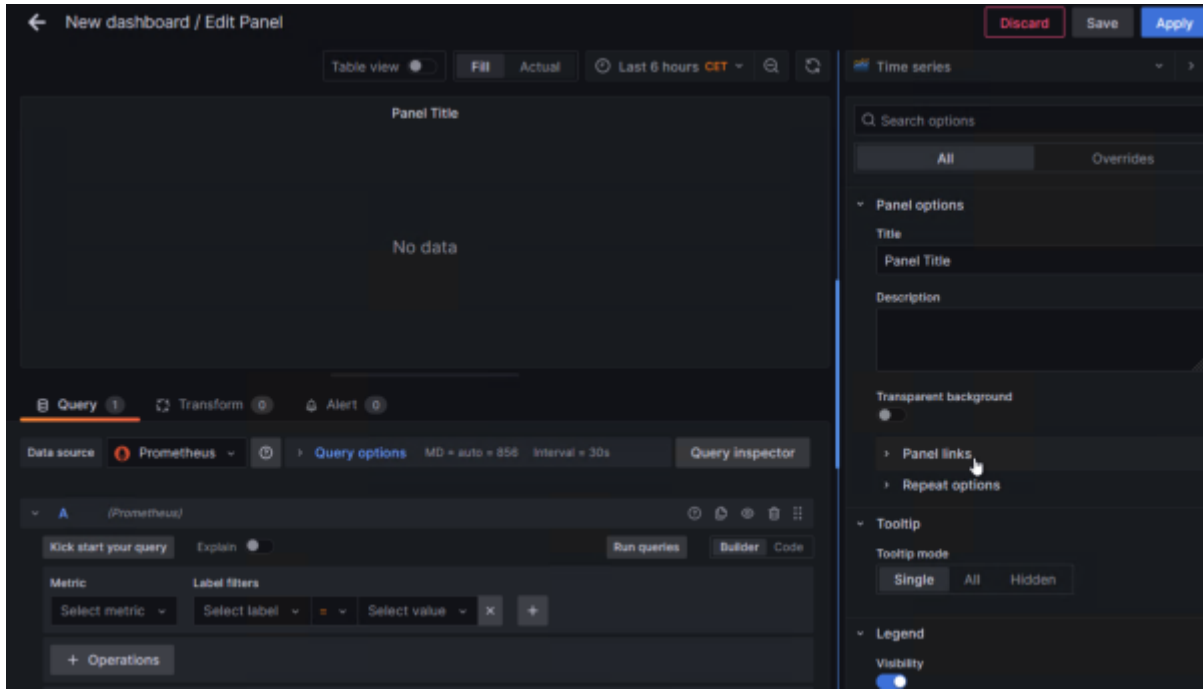 New dashboard / Edit Panel
Discard
Save
Apply
Table view
Fill
Actual
Last 6 hours CET
Time series
Panel Title
Search options
All
Overrides
Panel options
Title
Panel Title
No data
Description
Transparent background
Query 1
Transform 0
Alert 0
Data source
Prometheus
Query options
MD = auto = 856
Interval = 30s
Query inspector
Panel links
Repeat options
A
(Prometheus)
Tooltip
Kick start your query
Explain
Run queries
Builder
Code
Tooltip mode
Single
All
Hidden
Metric
Label filters
Select metric
Select label
=
Select value
×
+
Legend
+ Operations
Visibility